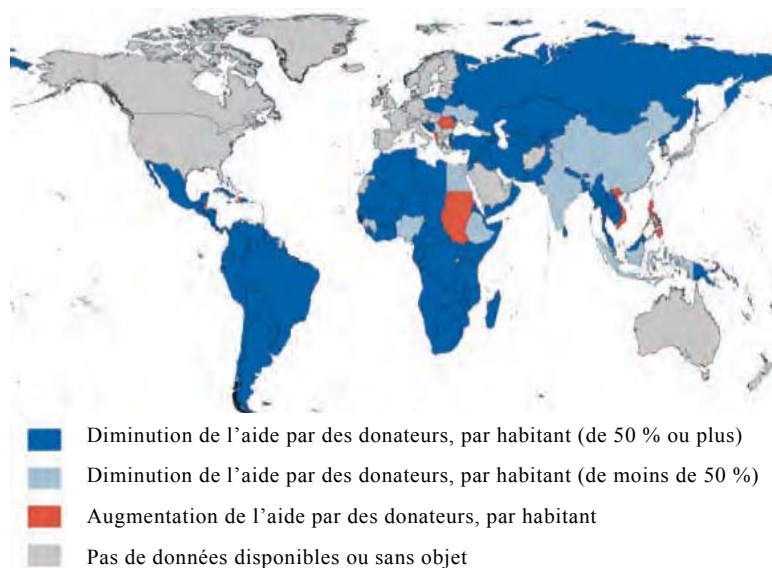 Diminution de l’aide par des donateurs, par habitant (de 50 % ou plus)
Diminution de l’aide par des donateurs, par habitant (de moins de 50 %)
Augmentation de l’aide par des donateurs, par habitant
Pas de données disponibles ou sans objet